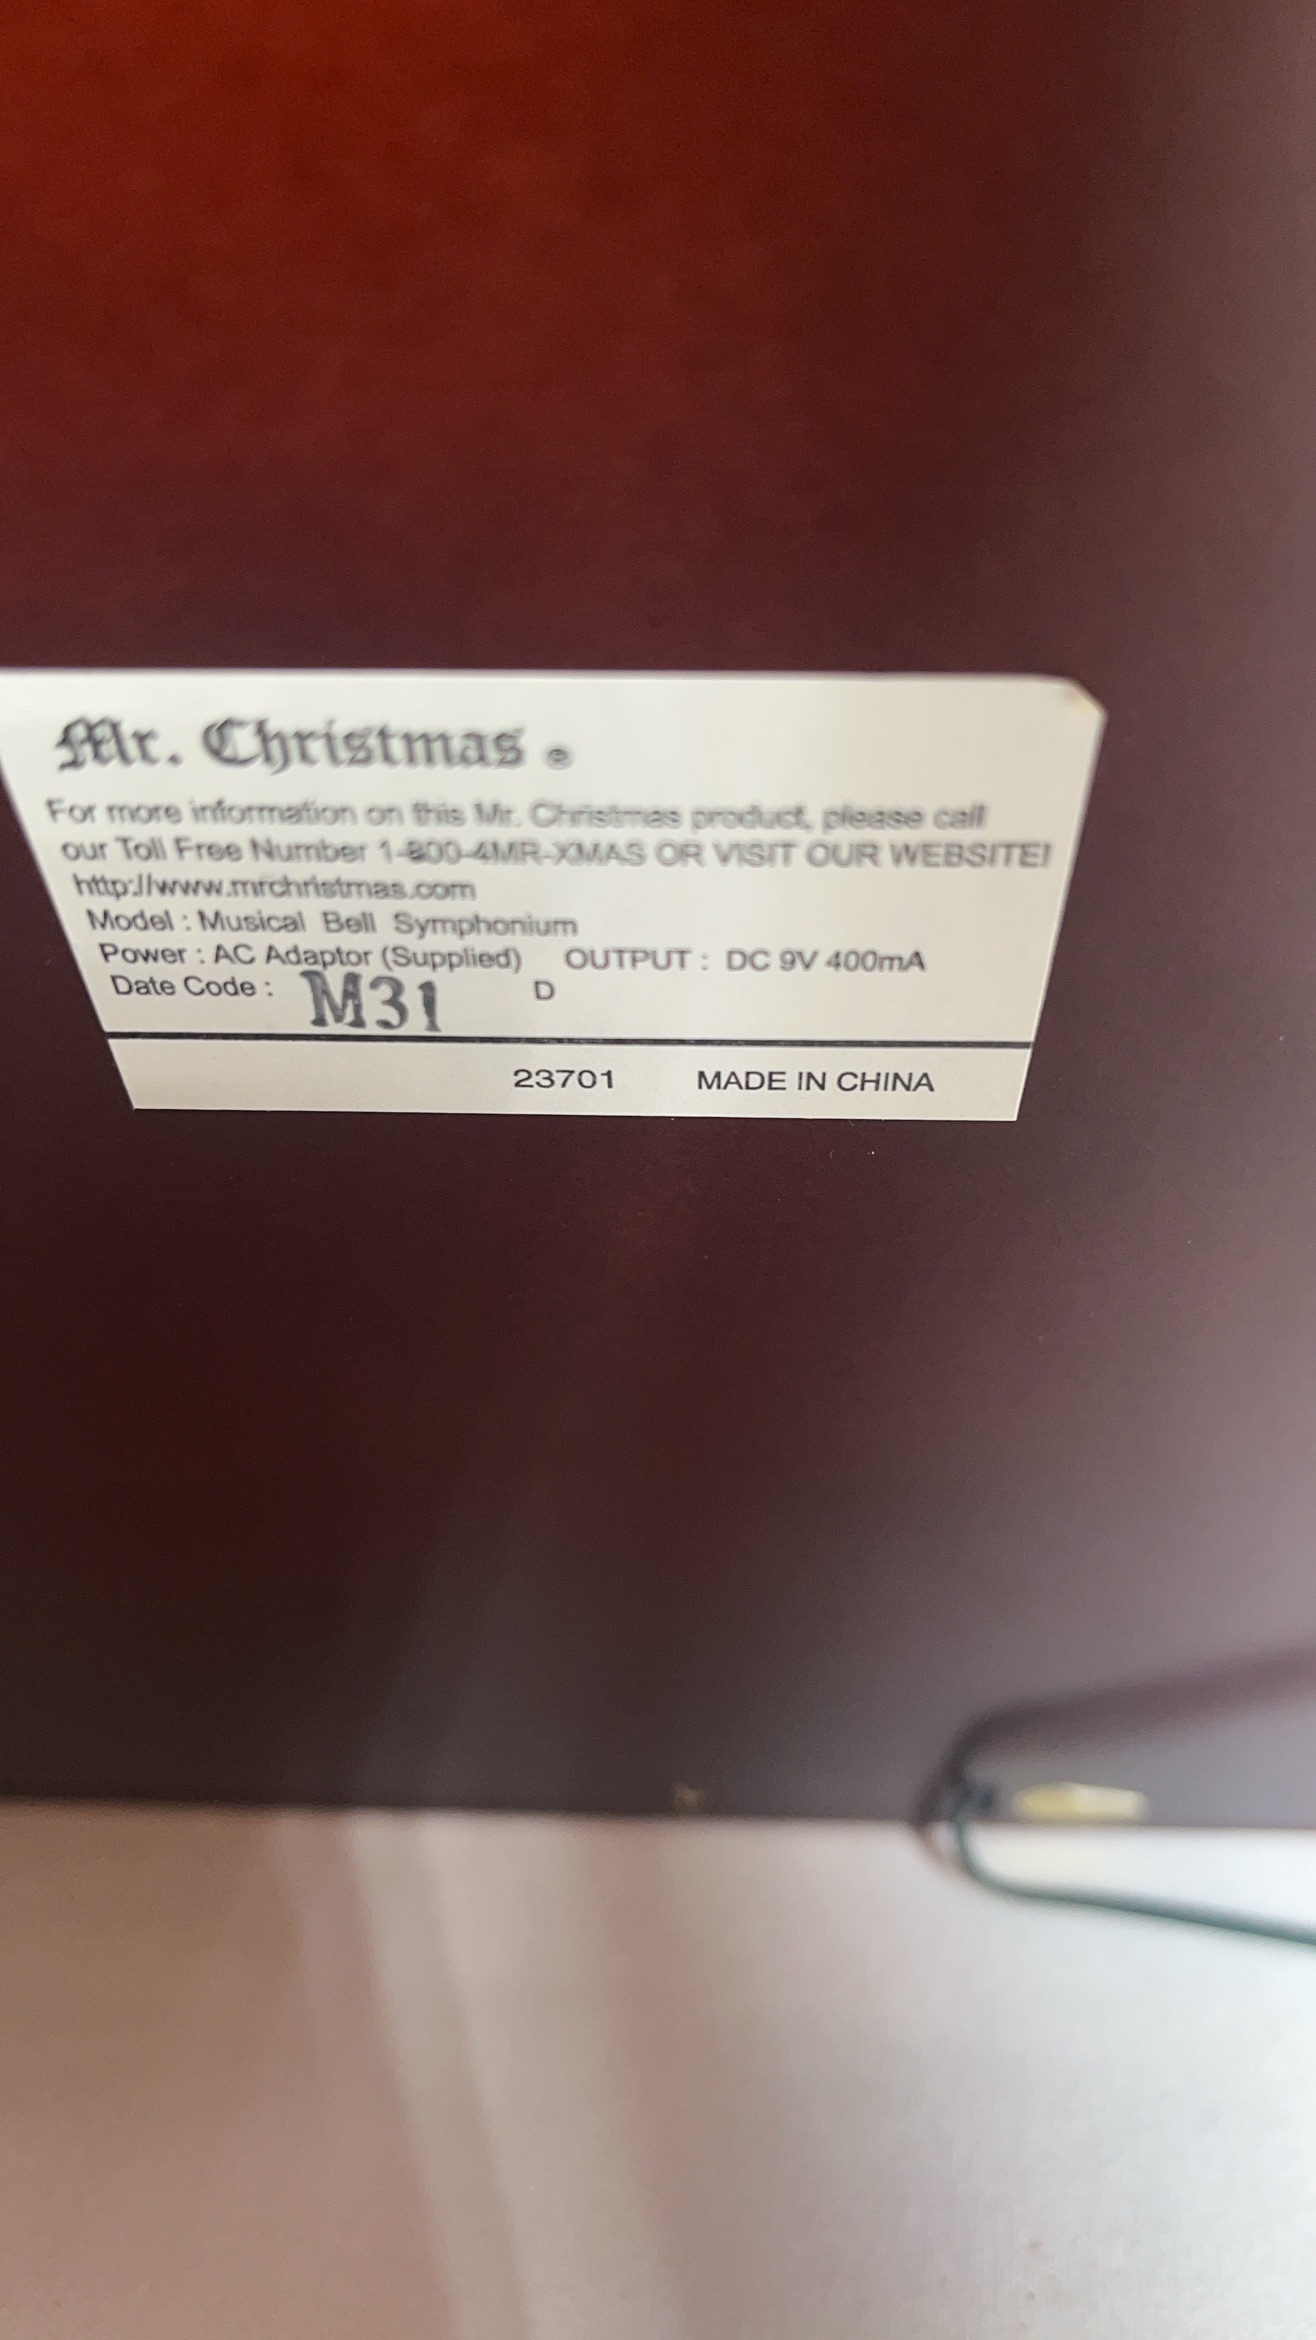 Mr. Christmas ®
For more information on this Mr. Christmas product, please call
our Toll Free Number 1-800-4MR-XMAS OR VISIT OUR WEBSITE!
http://www.mrchristmas.com
Model : Musical Bell Symphonium
Power : AC Adaptor (Supplied) OUTPUT : DC 9V 400mA
Date Code : M31 D
23701 MADE IN CHINA